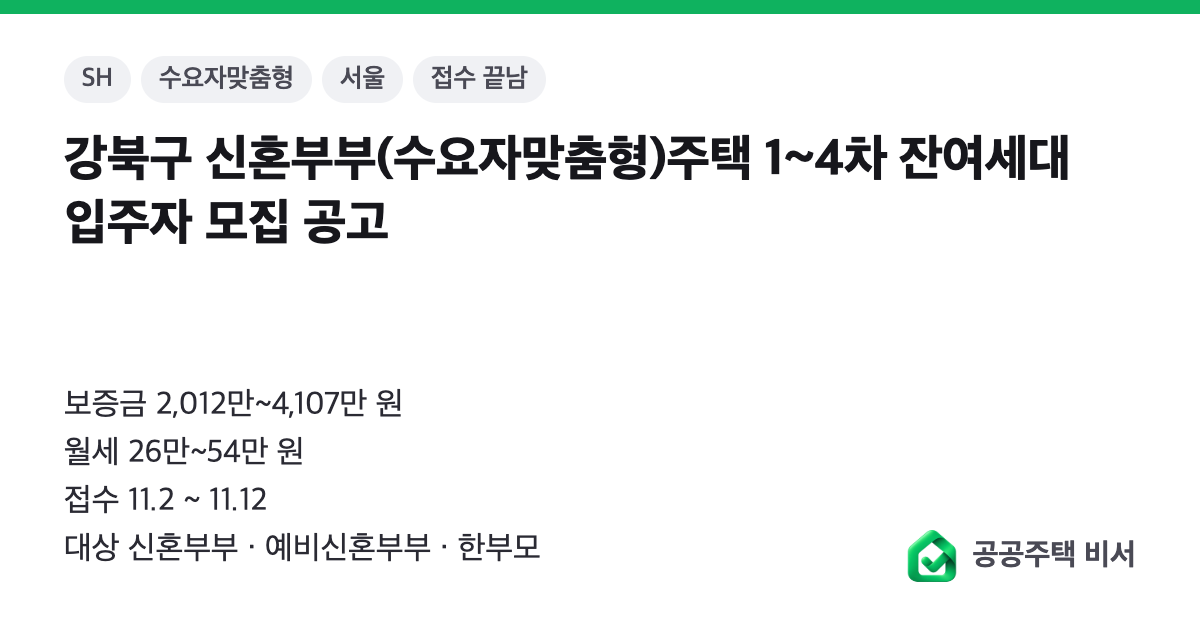 SH 수요자맞춤형 서울 접수 끝남
강북구 신혼부부(수요자맞춤형)주택 1~4차 잔여세대
입주자 모집 공고
보증금 2,012만~4,107만 원
월세 26만~54만 원
접수 11.2 ~ 11.12
대상 신혼부부 · 예비신혼부부 · 한부모
공공주택 비서